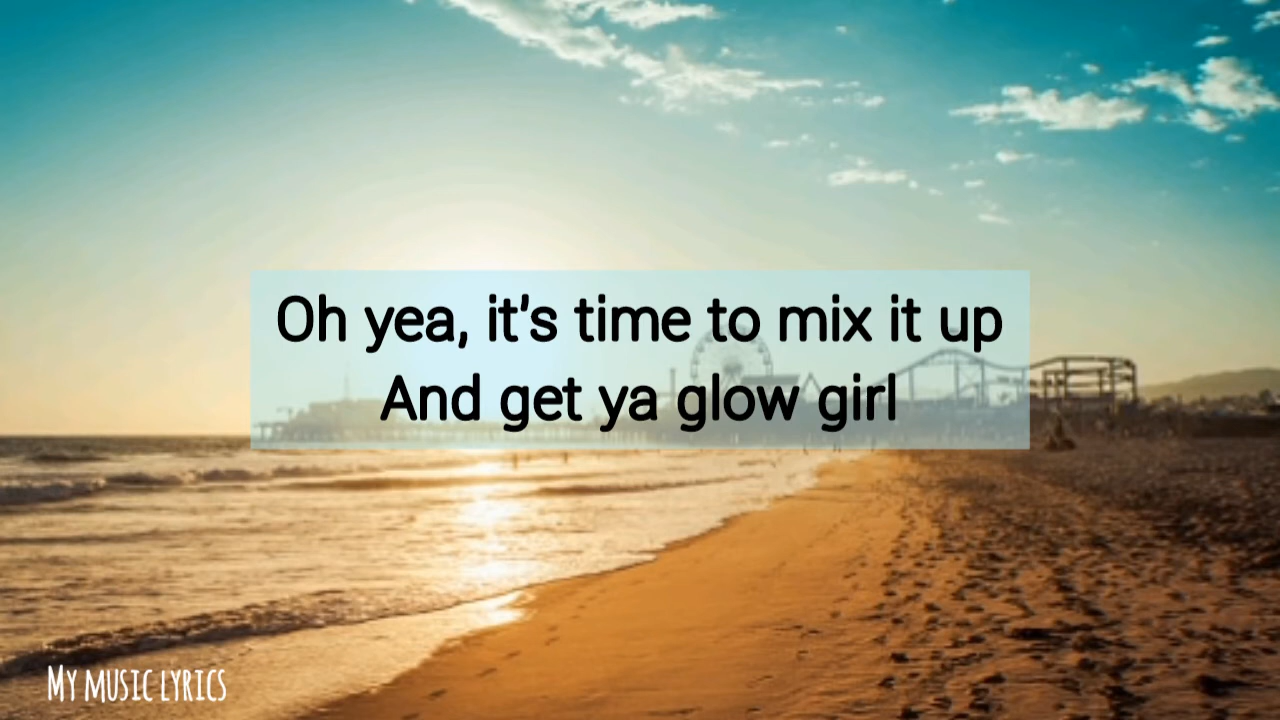 Oh yea, it's time to mix it up
And get ya glow girl
My music lyrics